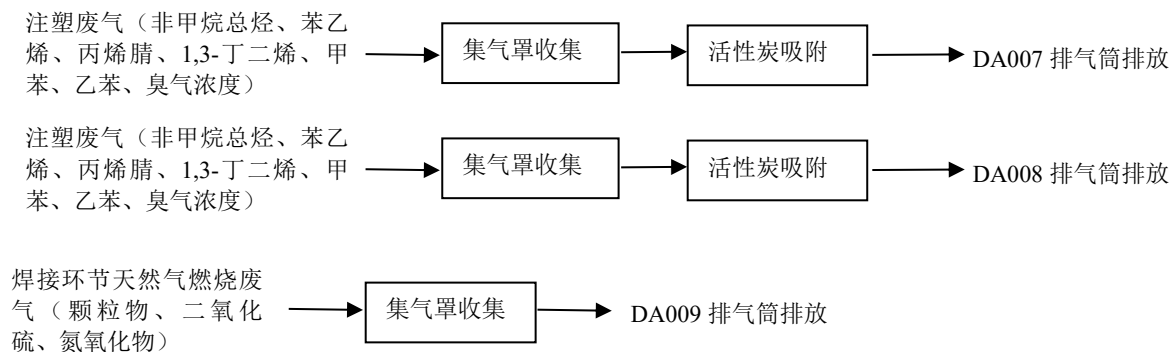 注塑废气（非甲烷总烃、苯乙
烯、丙烯腈、1,3-丁二烯、甲
苯、乙苯、臭气浓度）
集气罩收集
活性炭吸附
DA007 排气筒排放
注塑废气（非甲烷总烃、苯乙
烯、丙烯腈、1,3-丁二烯、甲
苯、乙苯、臭气浓度）
集气罩收集
活性炭吸附
DA008 排气筒排放
焊接环节天然气燃烧废
气（颗粒物、二氧化
硫、氮氧化物）
集气罩收集
DA009 排气筒排放